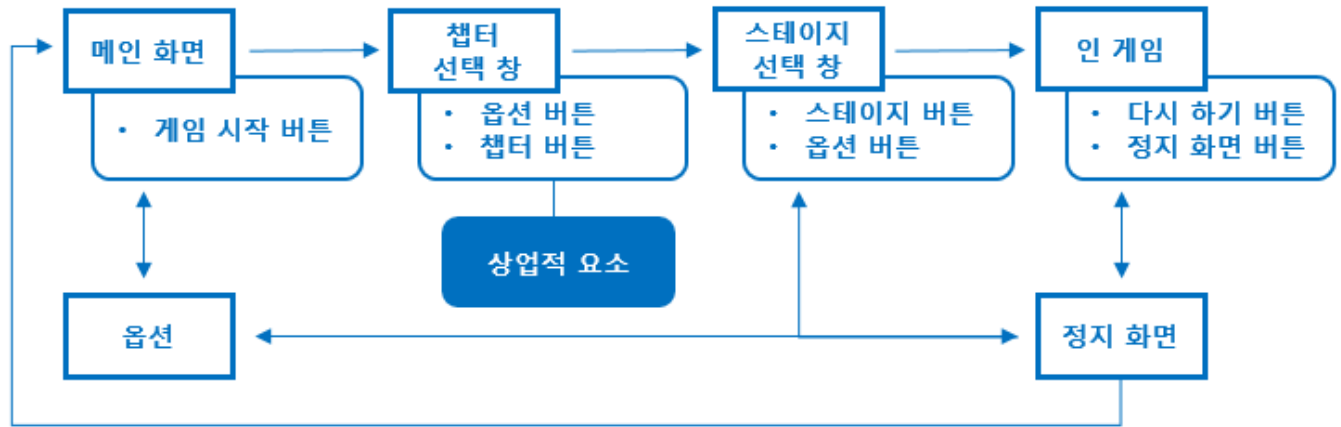 메인 화면
• 게임 시작 버튼
챕터
선택 창
• 옵션 버튼
• 챕터 버튼
상업적 요소
스테이지
선택 창
• 스테이지 버튼
• 옵션 버튼
인 게임
• 다시 하기 버튼
• 정지 화면 버튼
옵션
정지 화면